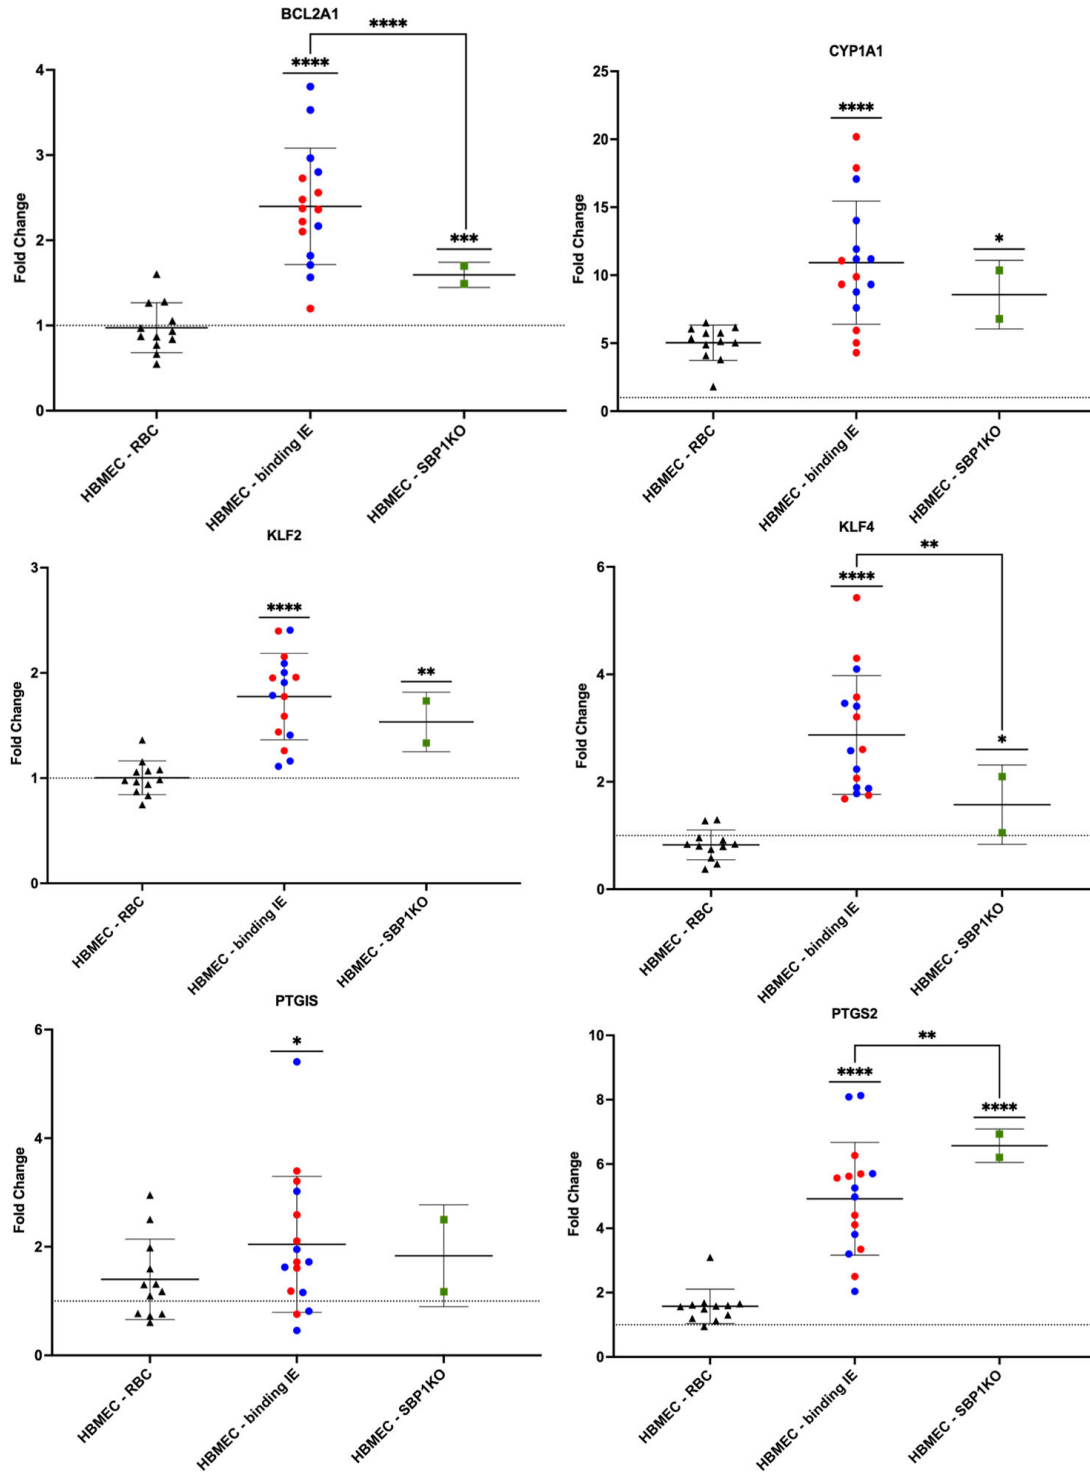 BCL2A1
****
****
***
4
3
2
1
0
Fold Change
HBMEC - RBC
HBMEC - binding IE
HBMEC - SBP1KO
CYP1A1
****
*
25
20
15
10
5
0
Fold Change
HBMEC - RBC
HBMEC - binding IE
HBMEC - SBP1KO
KLF2
****
**
3
2
1
0
Fold Change
HBMEC - RBC
HBMEC - binding IE
HBMEC - SBP1KO
KLF4
**
****
*
6
4
2
0
Fold Change
HBMEC - RBC
HBMEC - binding IE
HBMEC - SBP1KO
PTGIS
*
6
4
2
0
Fold Change
HBMEC - RBC
HBMEC - binding IE
HBMEC - SBP1KO
PTGS2
**
****
****
10
8
6
4
2
0
Fold Change
HBMEC - RBC
HBMEC - binding IE
HBMEC - SBP1KO